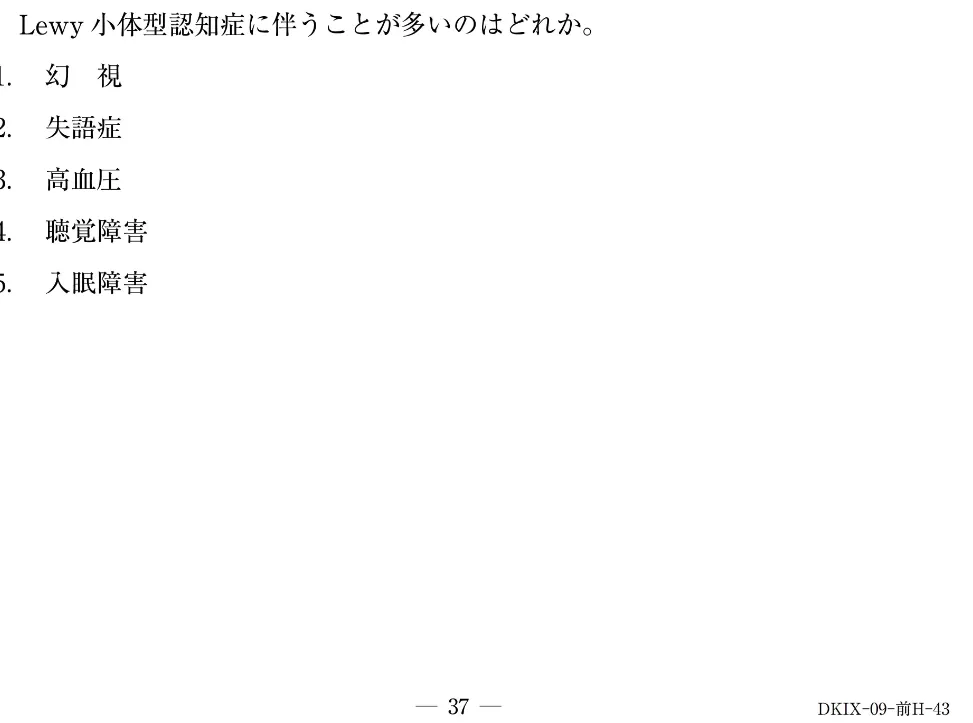 Lewy 小体型認知症に伴うことが多いのはどれか。
1. 幻　視
2. 失語症
3. 高血圧
4. 聴覚障害
5. 入眠障害
— 37 —
DKIX-09-前H-43